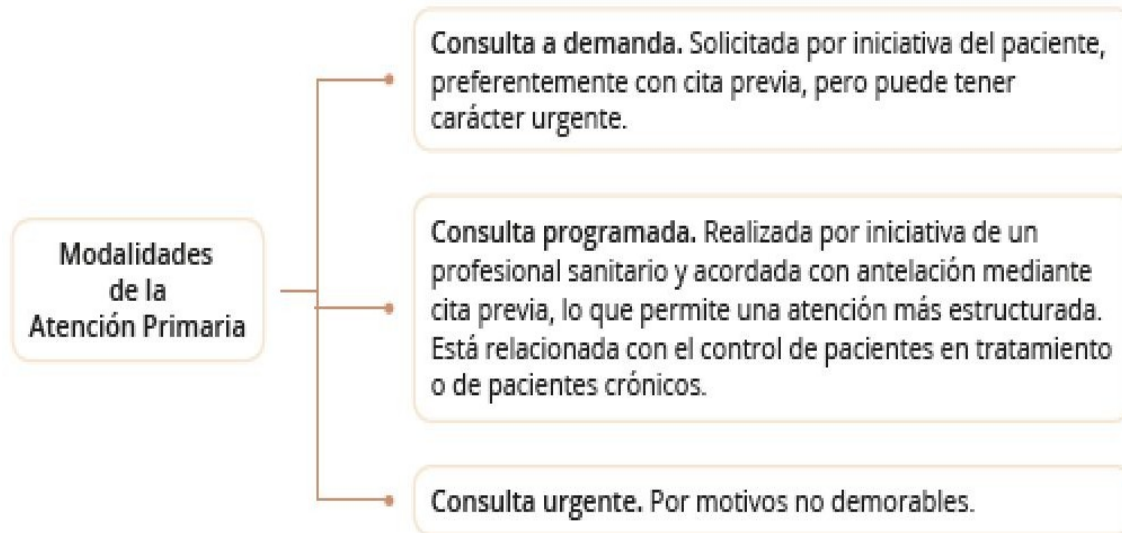 Modalidades
de la
Atención Primaria
Consulta a demanda. Solicitada por iniciativa del paciente,
preferentemente con cita previa, pero puede tener
carácter urgente.
Consulta programada. Realizada por iniciativa de un
profesional sanitario y acordada con antelación mediante
cita previa, lo que permite una atención más estructurada.
Está relacionada con el control de pacientes en tratamiento
o de pacientes crónicos.
Consulta urgente. Por motivos no demorables.